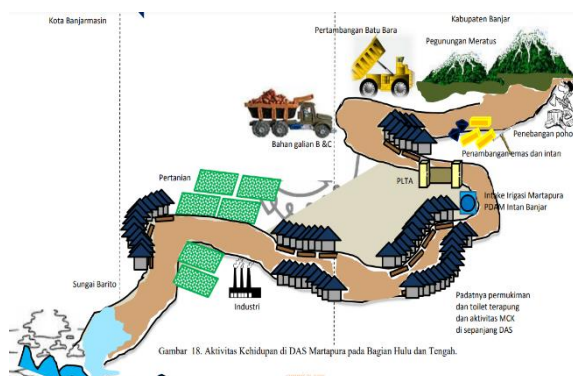 Kota Banjarmasin
Kabupaten Banjar
Pertambangan Batu Bara
Pegunungan Meratus
Penebangan poho
Bahan galian B &C
Penambangan emas dan intan
Pertanian
PLTA
Intake Irigasi Martapura
PDAM Intan Banjar
Sungai Barito
Industri
Padatnya permukiman
dan toilet terapung
dan aktivitas MCK
di sepanjang DAS
Gambar 18. Aktivitas Kehidupan di DAS Martapura pada Bagian Hulu dan Tengah.